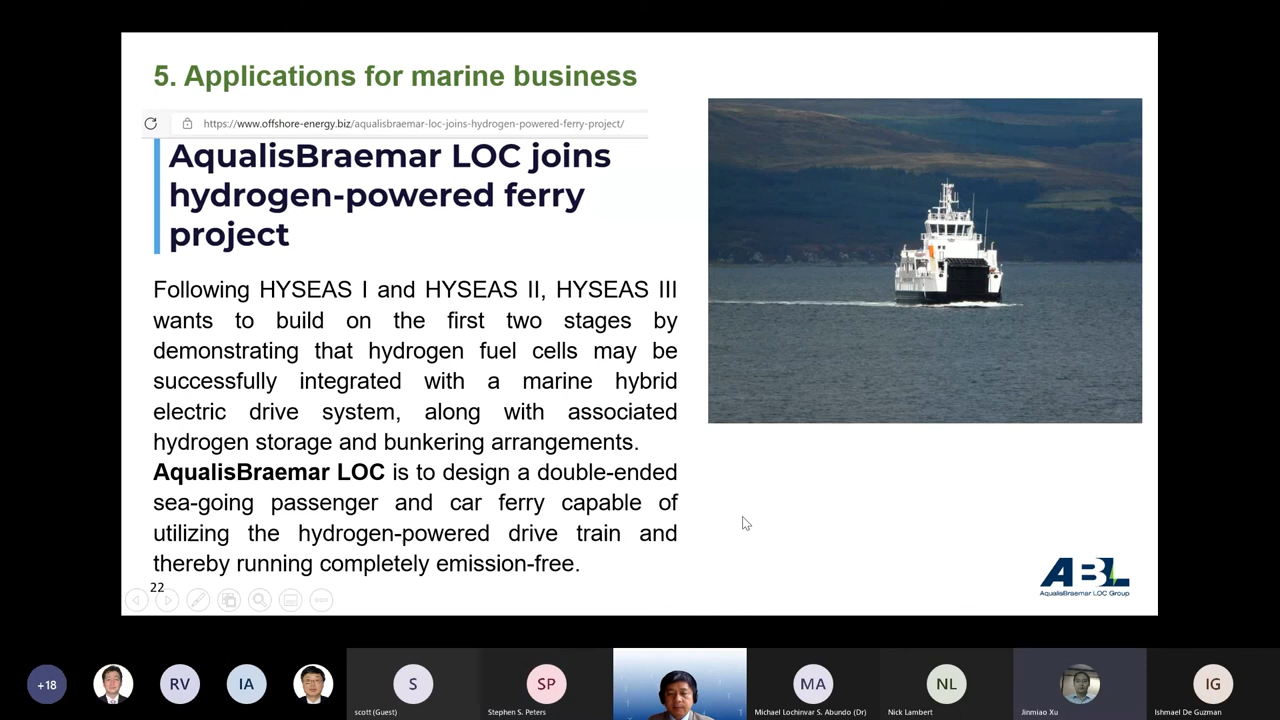 5. Applications for marine business
https://www.offshore-energy.biz/aqualisbraemar-loc-joins-hydrogen-powered-ferry-project/
AqualisBraemar LOC joins
hydrogen-powered ferry
project
Following HYSEAS I and HYSEAS II, HYSEAS III
wants to build on the first two stages by
demonstrating that hydrogen fuel cells may be
successfully integrated with a marine hybrid
electric drive system, along with associated
hydrogen storage and bunkering arrangements.
AqualisBraemar LOC is to design a double-ended
sea-going passenger and car ferry capable of
utilizing the hydrogen-powered drive train and
thereby running completely emission-free.
22
ABL
AqualisBraemar LOC Group
+18
RV
IA
S
scott (Guest)
SP
Stephen S. Peters
MA
Michael Lochinvar S. Abundo (Dr)
NL
Nick Lambert
Jinmiao Xu
IG
Ishmael De Guzman